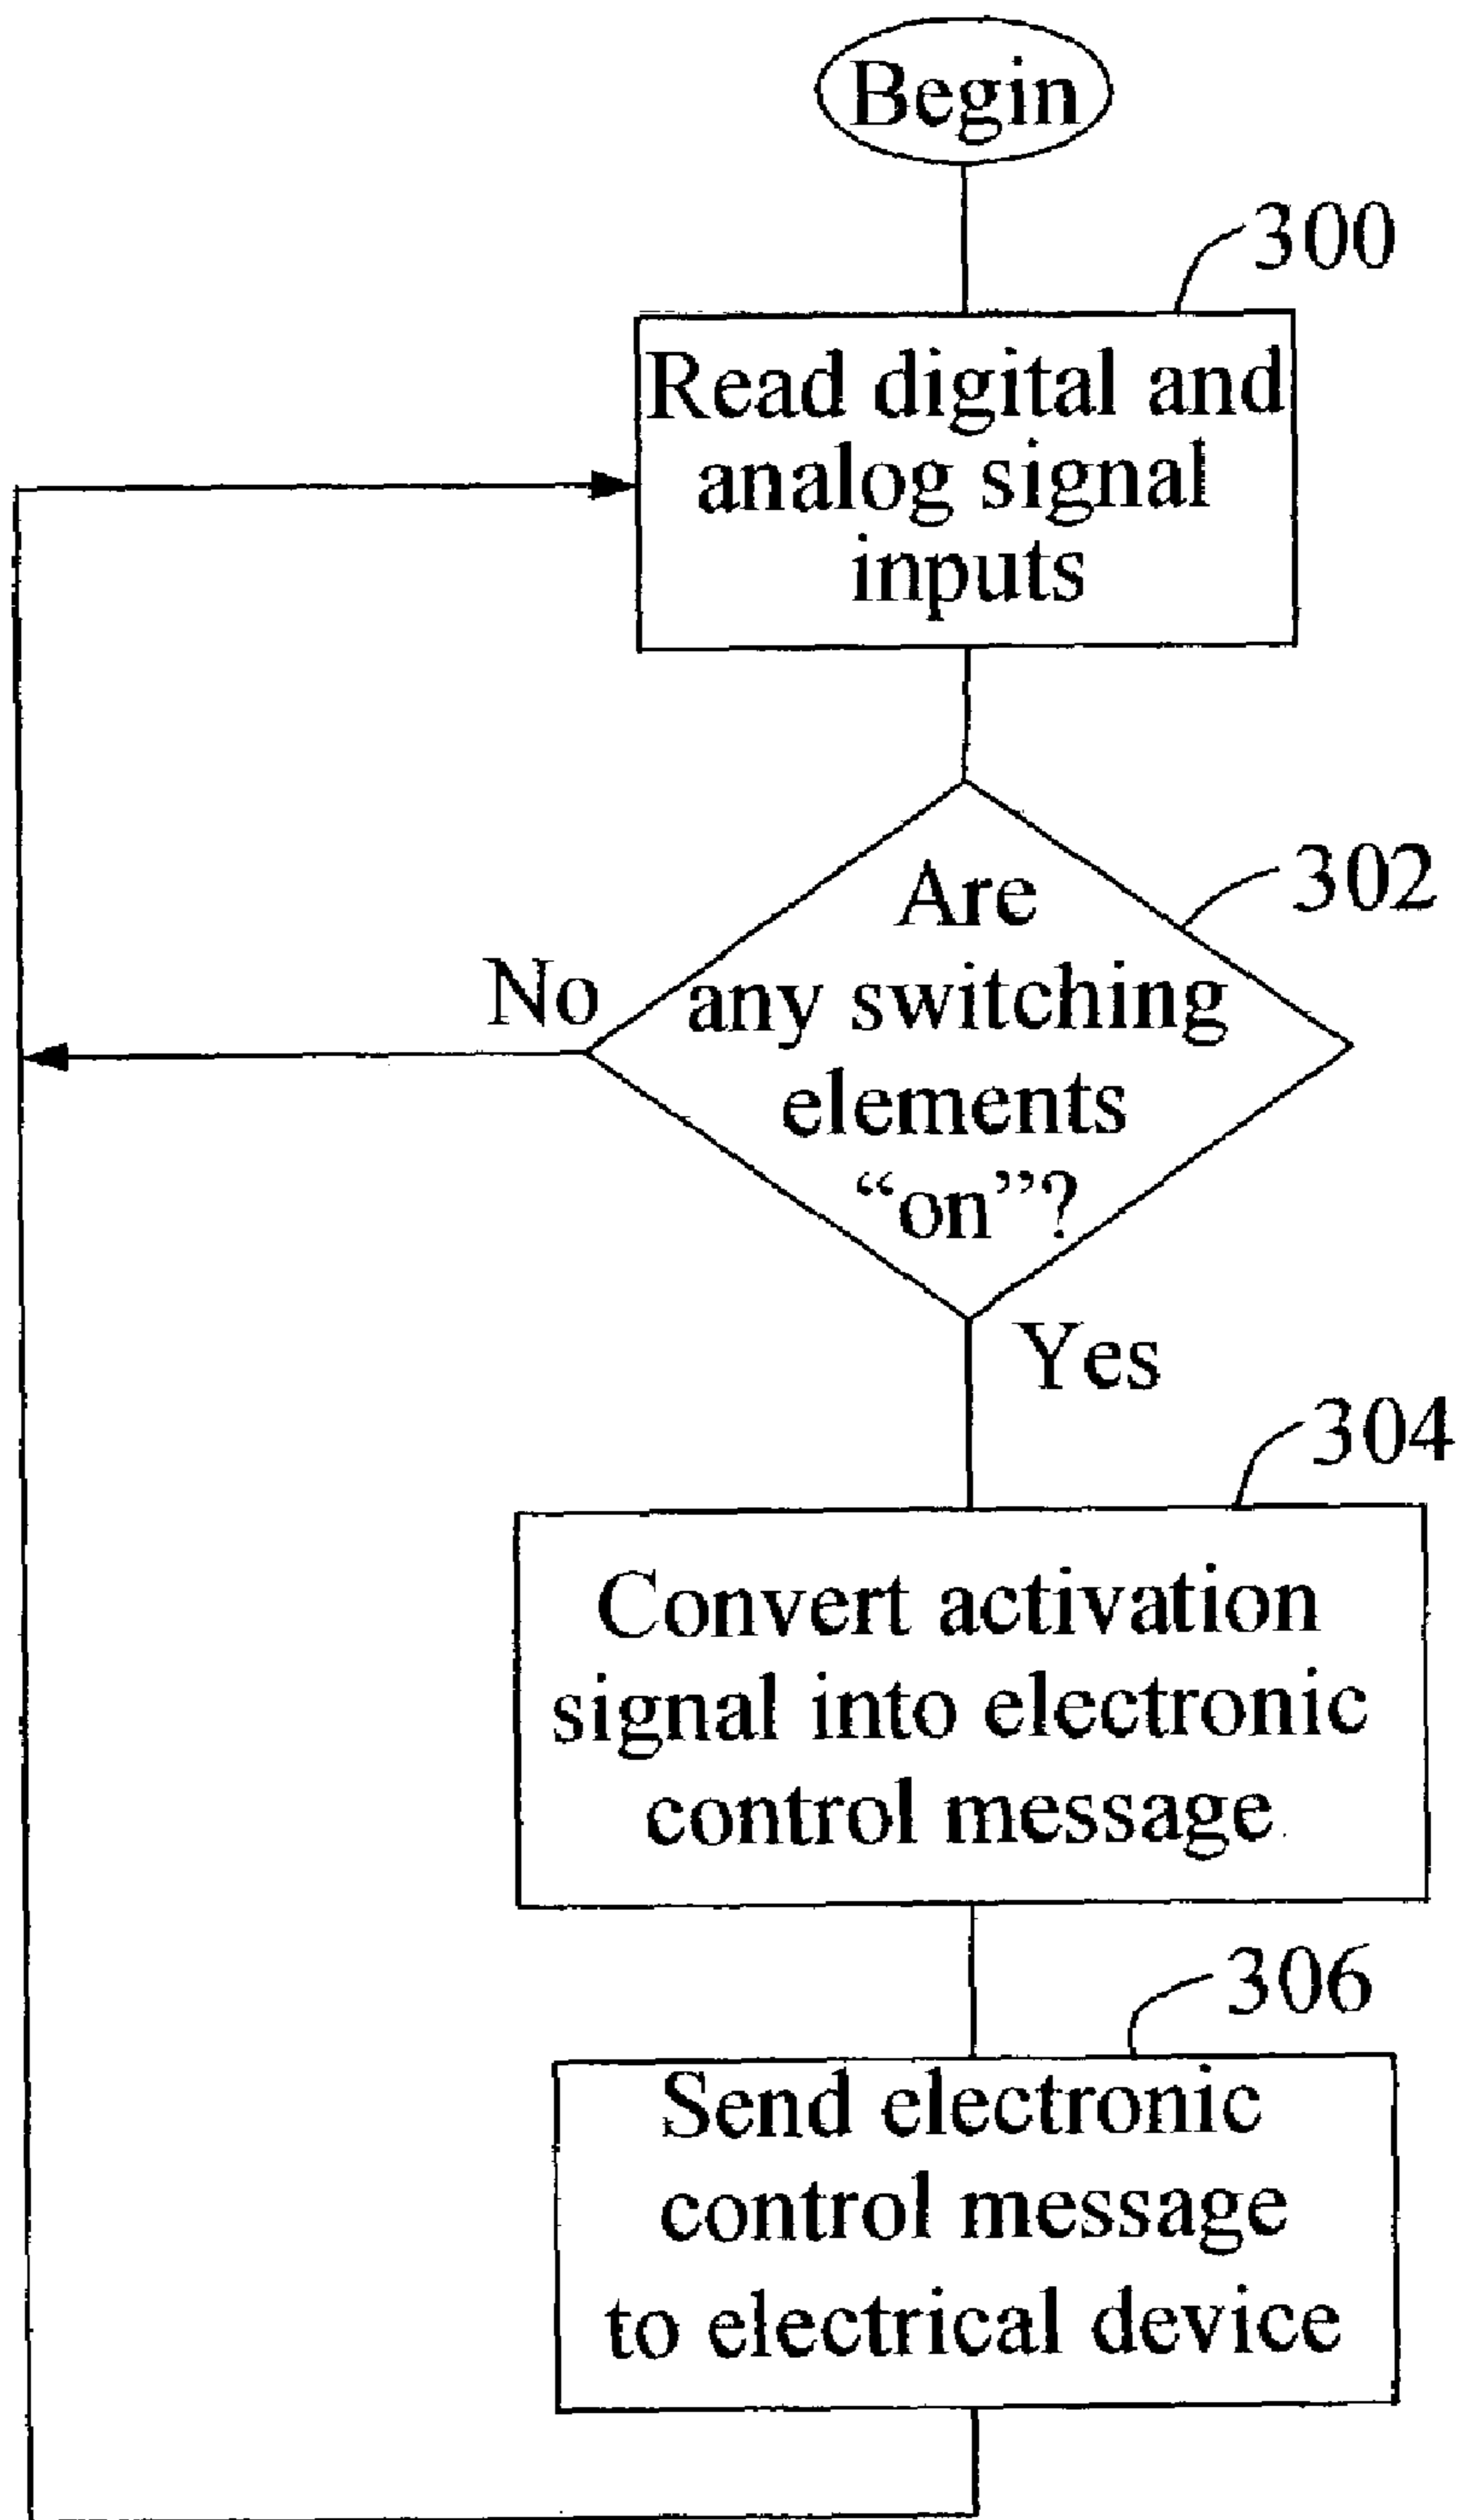 Begin
300
Read digital and
analog signal
inputs
302
Are
any switching
elements
“on”?
No
Yes
304
Convert activation
signal into electronic
control message
306
Send electronic
control message
to electrical device